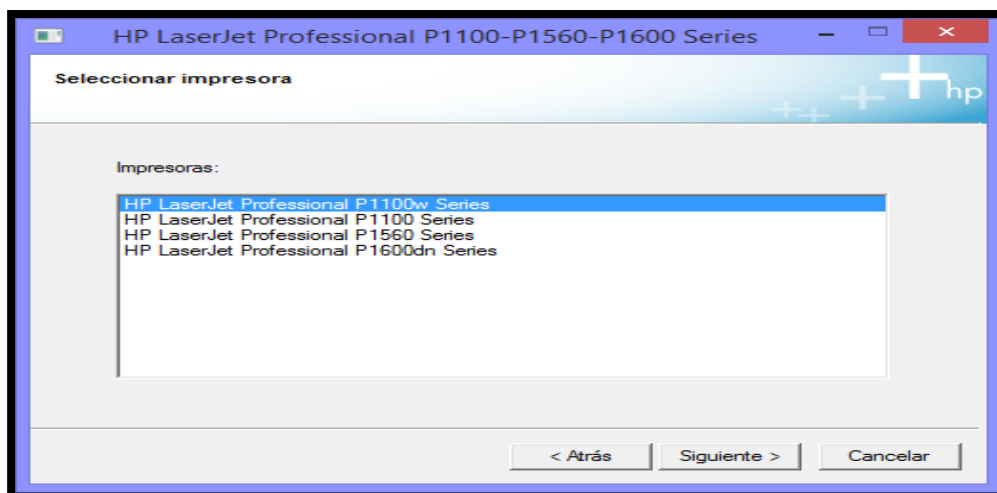 HP LaserJet Professional P1100-P1560-P1600 Series
Seleccionar impresora
hp
Impresoras:
HP LaserJet Professional P1100w Series
HP LaserJet Professional P1100 Series
HP LaserJet Professional P1560 Series
HP LaserJet Professional P1600dn Series
< Atrás Siguiente > Cancelar